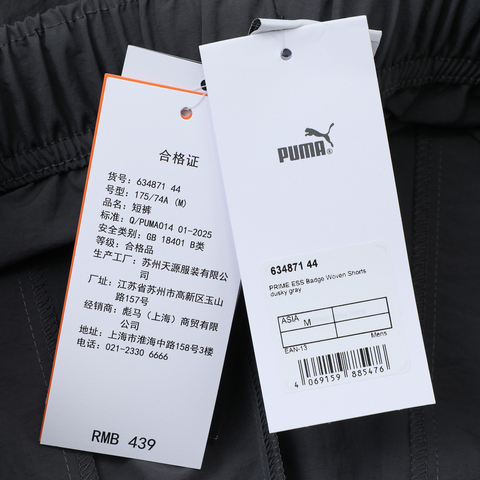 合格证
货号: 634871 44
号型: 175/74A (M)
品名: 短裤
标准: Q/PUMA014 01-2025
安全类别: GB 18401 B类
等级: 合格品
生产工厂: 苏州天源服装有限公
司
厂址: 江苏省苏州市高新区玉山
路157号
经销商: 彪马(上海)商贸有限公
司
地址: 上海市淮海中路158号3楼
电话: 021-2330 6666
RMB 439
PUMA®
634871 44
PRIME ESS Badge Woven Shorts
dusky gray
ASIA
M
EAN-13
Mens
4 069159 885476